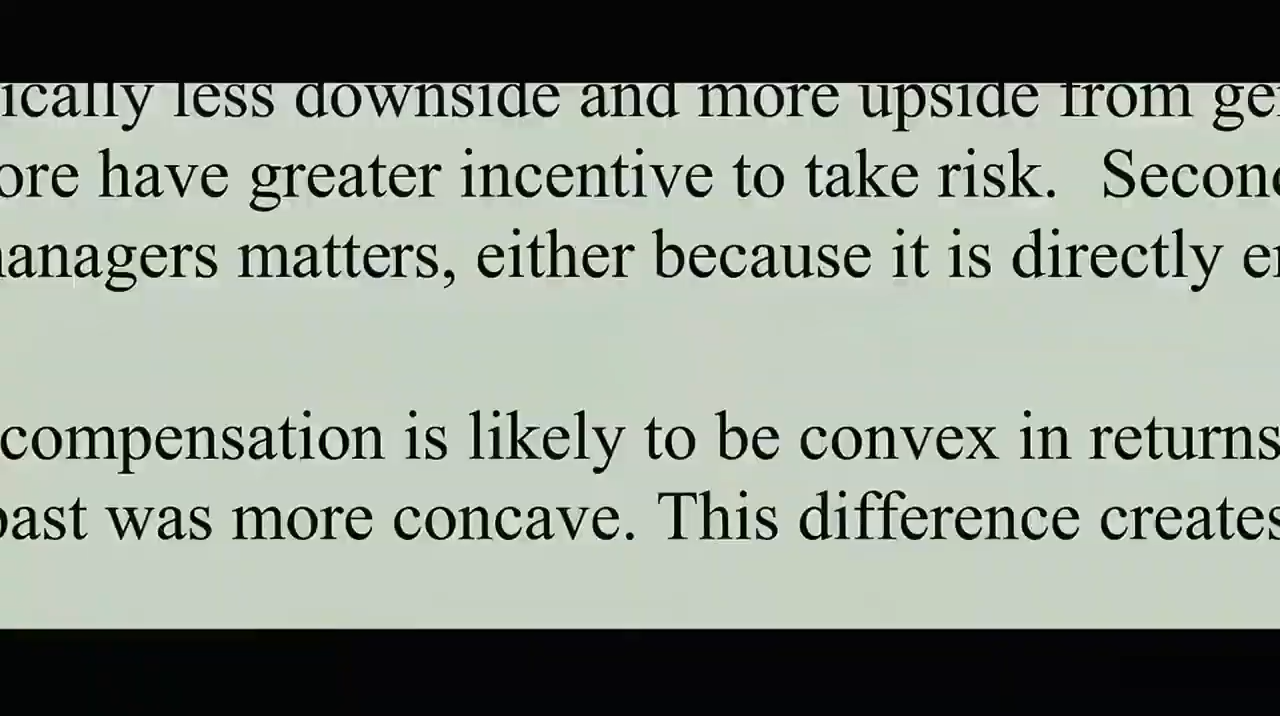 ically less downside and more upside from ge
ore have greater incentive to take risk.  Secon
anagers matters, either because it is directly e
compensation is likely to be convex in returns
past was more concave. This difference creates